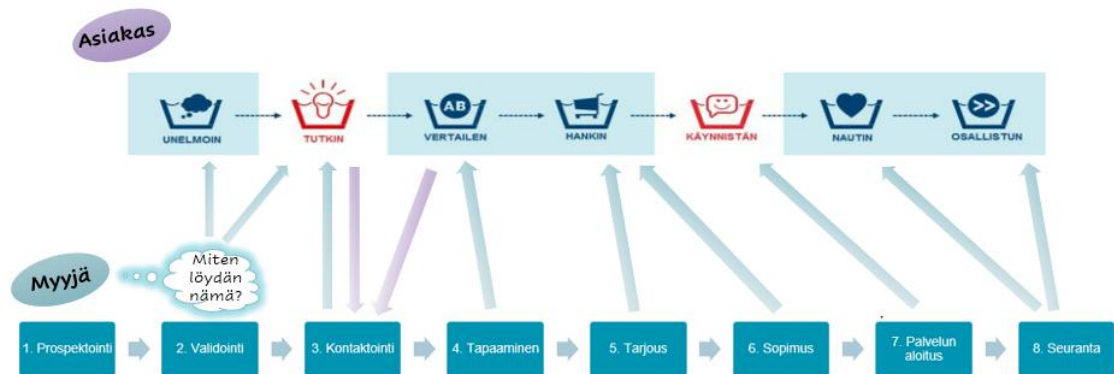 Asiakas
AB
>>
UNELMOIN
TUTKIN
VERTAILEN
HANKIN
KÄYNNISTÄN
NAUTIN
OSALLISTUN
Myyjä
Miten
löydän
nämä?
1. Prospektointi
2. Validointi
3. Kontaktointi
4. Tapaaminen
5. Tarjous
6. Sopimus
7. Palvelun
aloitus
8. Seuranta